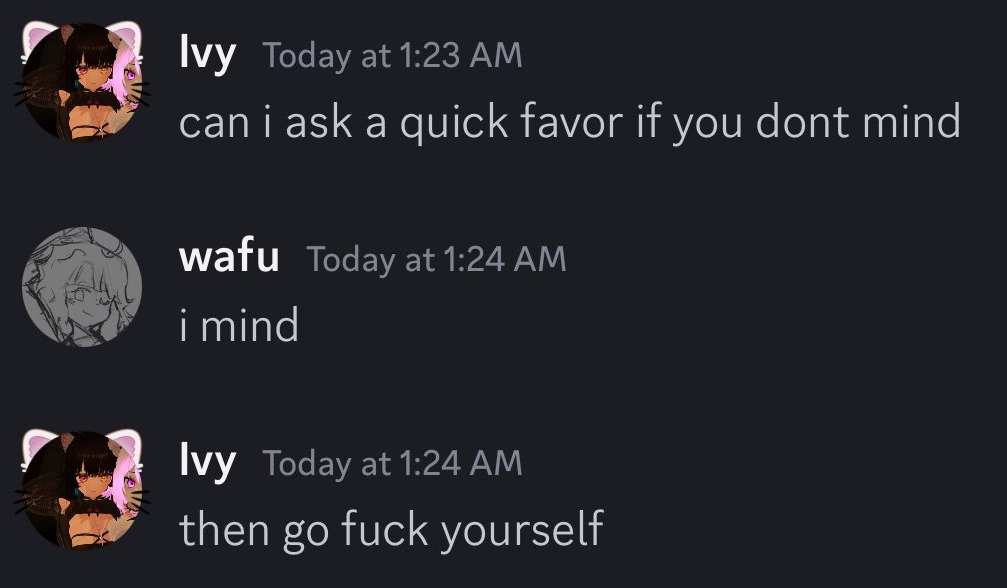 Ivy Today at 1:23 AM
can i ask a quick favor if you dont mind
wafu Today at 1:24 AM
i mind
Ivy Today at 1:24 AM
then go fuck yourself